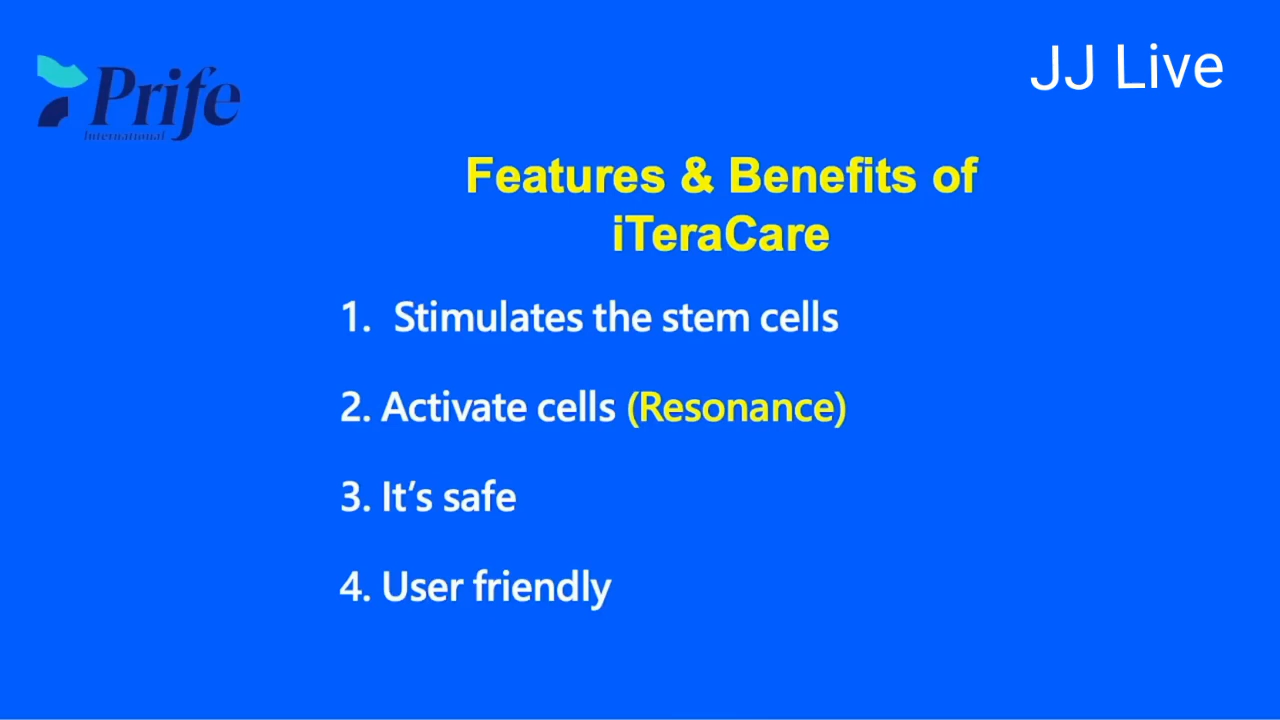 Prife
International
JJ Live
Features & Benefits of
iTeraCare
1. Stimulates the stem cells
2. Activate cells (Resonance)
3. It's safe
4. User friendly